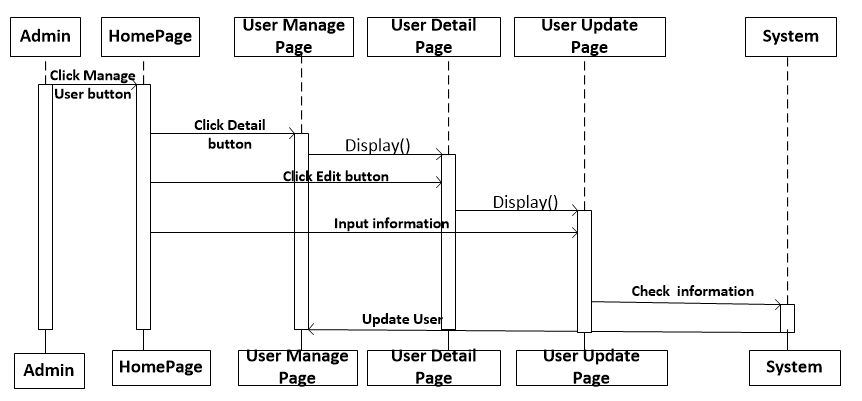 Admin
HomePage
User Manage
Page
User Detail
Page
User Update
Page
System
Click Manage
User button
Click Detail
button
Display()
Click Edit button
Display()
Input information
Check  information
Update User
Admin
HomePage
User Manage
Page
User Detail
Page
User Update
Page
System